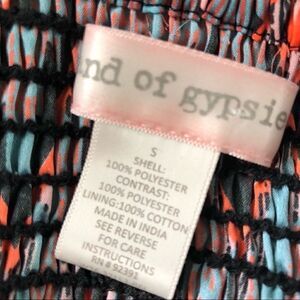 nd of gypsie
S
SHELL:
100% POLYESTER
CONTRAST:
100% POLYESTER
LINING:100% COTTON
MADE IN INDIA
SEE REVERSE
FOR CARE
INSTRUCTIONS
RN # 92391